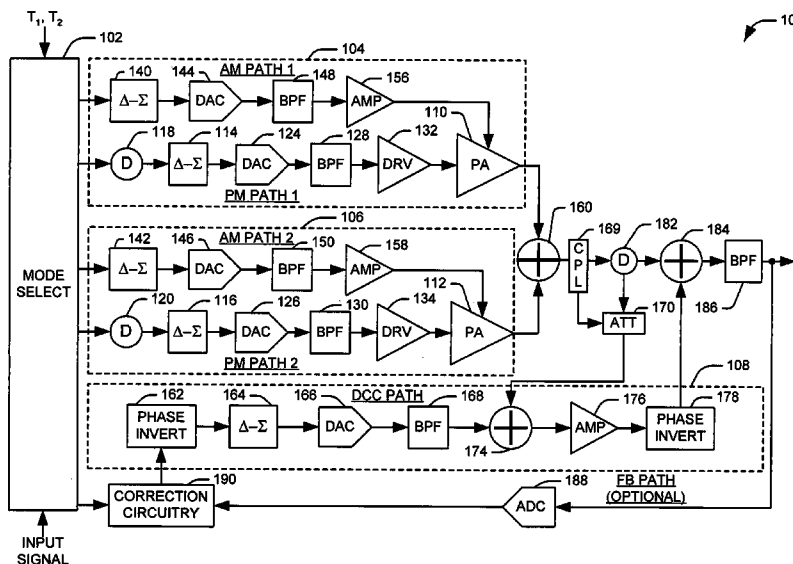 T1, T2
102
104
10
AM PATH 1
140
144
148
156
Δ–Σ
DAC
BPF
AMP
110
118
114
124
128
132
D
Δ–Σ
DAC
BPF
DRV
PA
PM PATH 1
106
160
169
182
184
AM PATH 2
142
146
150
158
C
P
L
D
Δ–Σ
DAC
BPF
AMP
BPF
MODE
SELECT
112
170
186
120
116
126
130
134
D
Δ–Σ
DAC
BPF
DRV
PA
ATT
PM PATH 2
108
DCC PATH
162
164
166
168
176
178
PHASE
INVERT
Δ–Σ
DAC
BPF
AMP
PHASE
INVERT
174
190
188
FB PATH
(OPTIONAL)
CORRECTION
CIRCUITRY
ADC
INPUT
SIGNAL